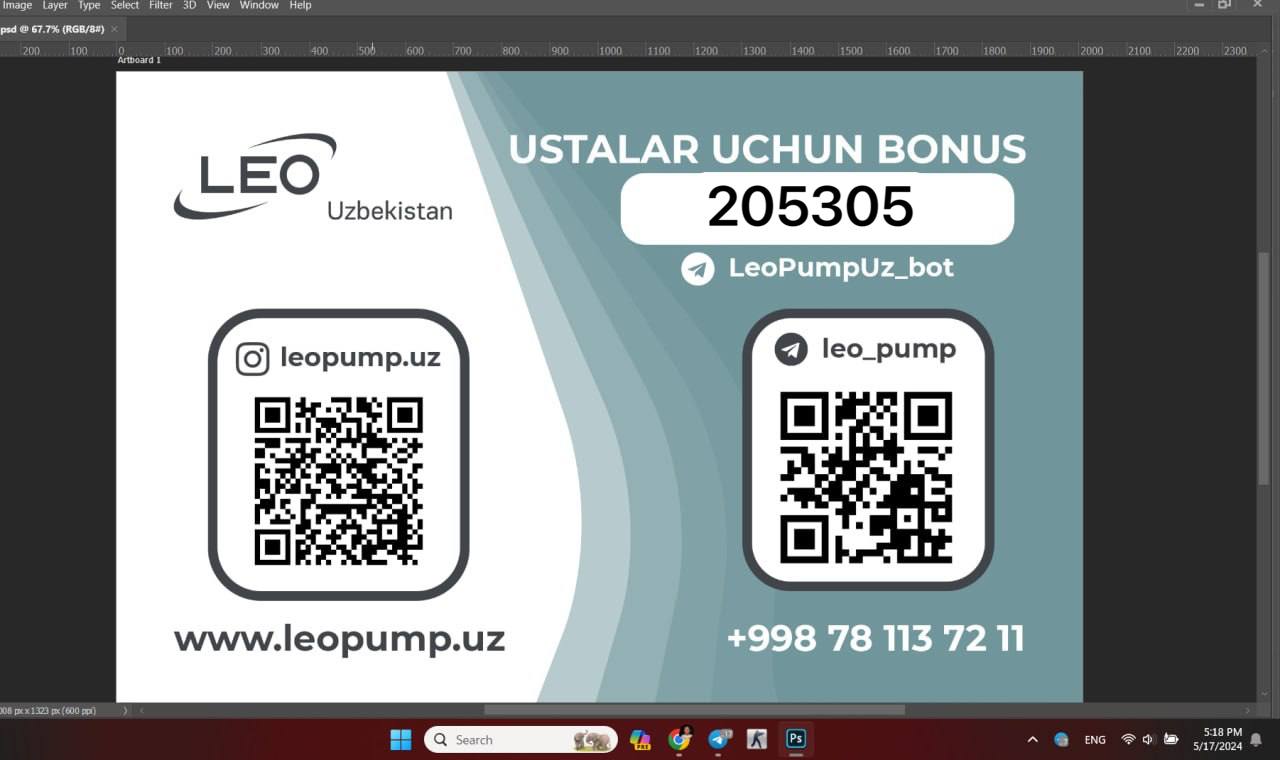 Image Layer Type Select Filter 3D View Window Help
psd @ 67.7% (RGB/8#) ×
200 100 0 100 200 300 400 500 600 700 800 900 1000 1100 1200 1300 1400 1500 1600 1700 1800 1900 2000 2100 2200 2300
Artboard 1
LEO
Uzbekistan
USTALAR UCHUN BONUS
205305
LeoPumpUz_bot
leopump.uz
leo_pump
www.leopump.uz
+998 78 113 72 11
008 px x 1323 px (600 ppi)
Search
PRE
Ps
ENG
5:18 PM
5/17/2024